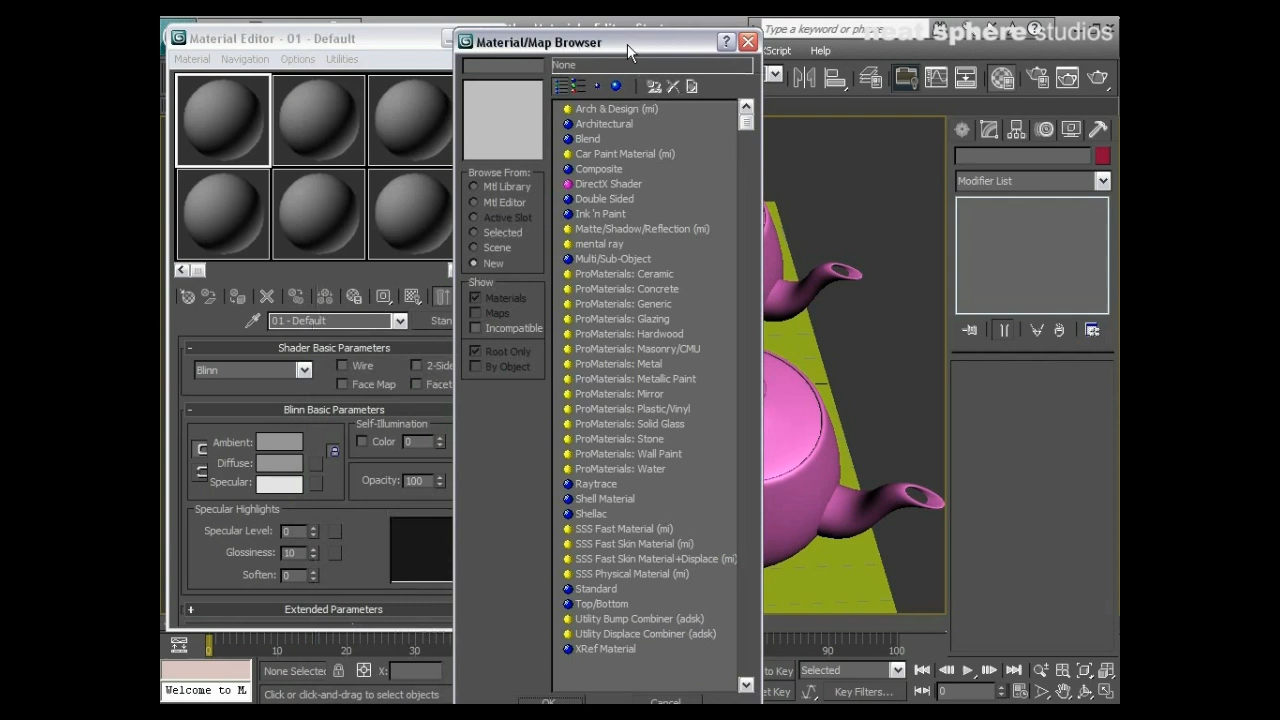 Material Editor - 01 - Default
Material Navigation Options Utilities
Material/Map Browser
Type a keyword or phr
studios
Help
None
Browse From:
Mtl Library
Mtl Editor
Active Slot
Selected
Scene
New
Show
Materials
Maps
Incompatible
Root Only
By Object
Arch & Design (mi)
Architectural
Blend
Car Paint Material (mi)
Composite
DirectX Shader
Double Sided
Ink 'n Paint
Matte/Shadow/Reflection (mi)
mental ray
Multi/Sub-Object
ProMaterials: Ceramic
ProMaterials: Concrete
ProMaterials: Generic
ProMaterials: Glazing
ProMaterials: Hardwood
ProMaterials: Masonry/CMU
ProMaterials: Metal
ProMaterials: Metallic Paint
ProMaterials: Mirror
ProMaterials: Plastic/Vinyl
ProMaterials: Solid Glass
ProMaterials: Stone
ProMaterials: Wall Paint
ProMaterials: Water
Raytrace
Shell Material
Shellac
SSS Fast Material (mi)
SSS Fast Skin Material (mi)
SSS Fast Skin Material+Displace (mi)
SSS Physical Material (mi)
Standard
Top/Bottom
Utility Bump Combiner (adsk)
Utility Displace Combiner (adsk)
XRef Material
Modifier List
01 - Default
Stan
Shader Basic Parameters
Blinn
Wire
2-Side
Face Map
Facet
Blinn Basic Parameters
Self-Illumination
Ambient:
Color 0
Diffuse:
Specular:
Opacity: 100
Specular Highlights
Specular Level: 0
Glossiness: 10
Soften: 0
Extended Parameters
0 10 20 30
90 100
None Selected
X:
Welcome to M
Click or click-and-drag to select objects
to Key
Selected
et Key
Key Filters...
0